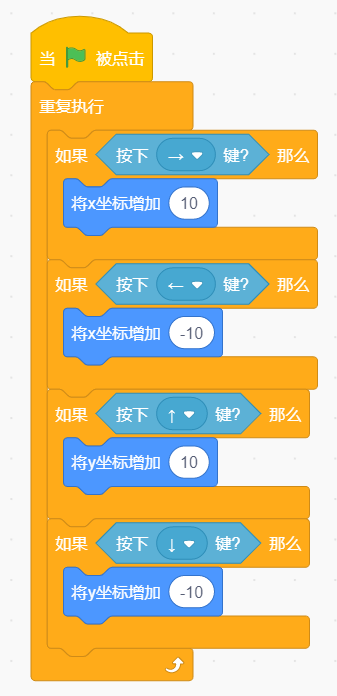 当 被点击
重复执行
如果 按下 → 键? 那么
将x坐标增加 10
如果 按下 ← 键? 那么
将x坐标增加 -10
如果 按下 ↑ 键? 那么
将y坐标增加 10
如果 按下 ↓ 键? 那么
将y坐标增加 -10